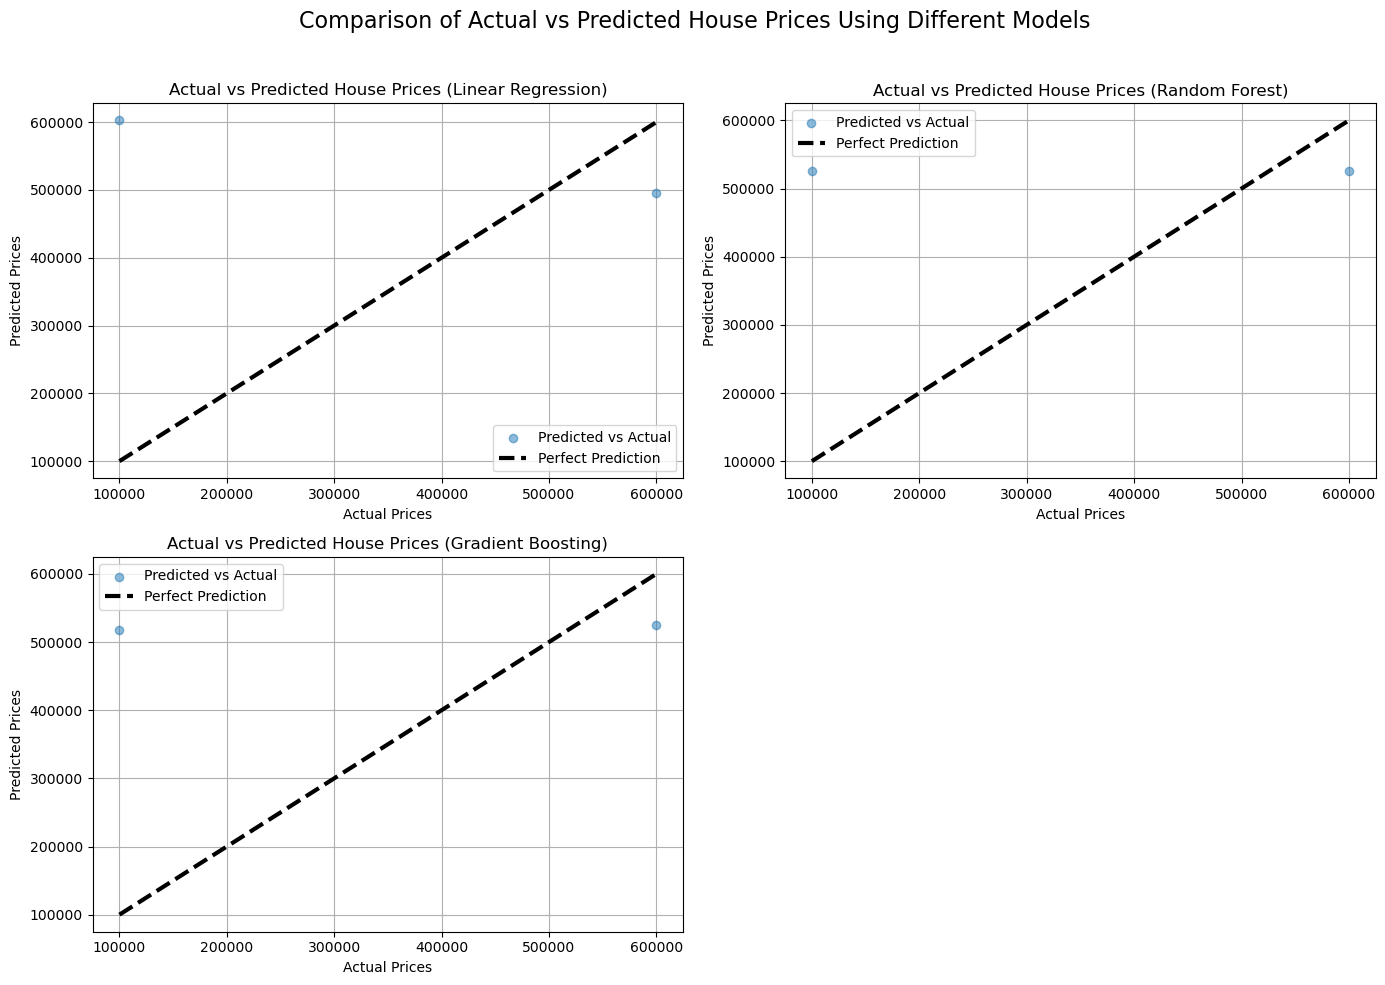 Comparison of Actual vs Predicted House Prices Using Different Models
Actual vs Predicted House Prices (Linear Regression)
600000
500000
400000
300000
200000
100000
Predicted Prices
Predicted vs Actual
Perfect Prediction
100000 200000 300000 400000 500000 600000
Actual Prices
Actual vs Predicted House Prices (Random Forest)
Predicted vs Actual
Perfect Prediction
600000
500000
400000
300000
200000
100000
Predicted Prices
100000 200000 300000 400000 500000 600000
Actual Prices
Actual vs Predicted House Prices (Gradient Boosting)
Predicted vs Actual
Perfect Prediction
600000
500000
400000
300000
200000
100000
Predicted Prices
100000 200000 300000 400000 500000 600000
Actual Prices